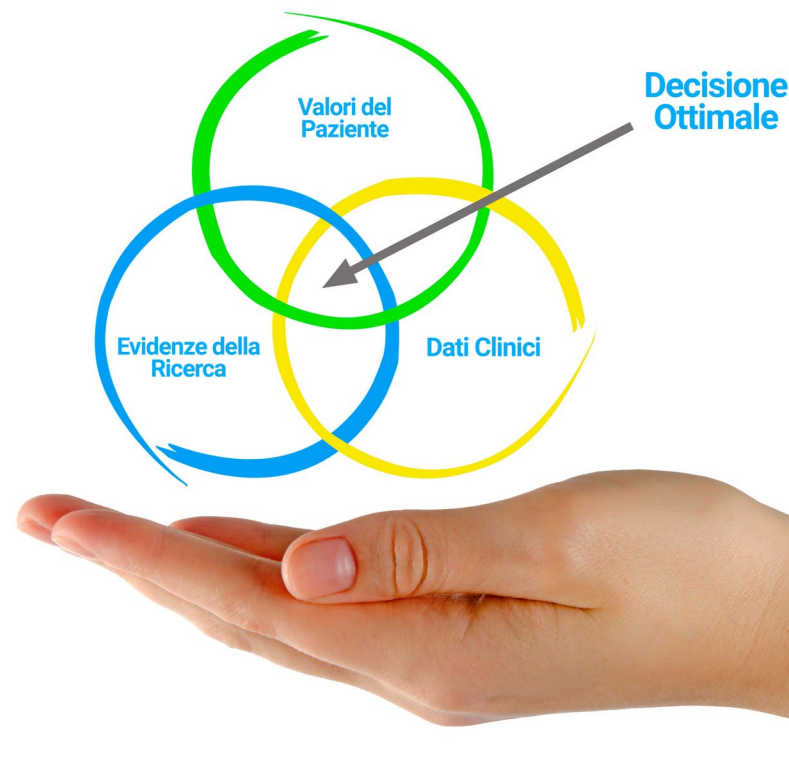 Valori del
Paziente
Decisione
Ottimale
Evidenze della
Ricerca
Dati Clinici